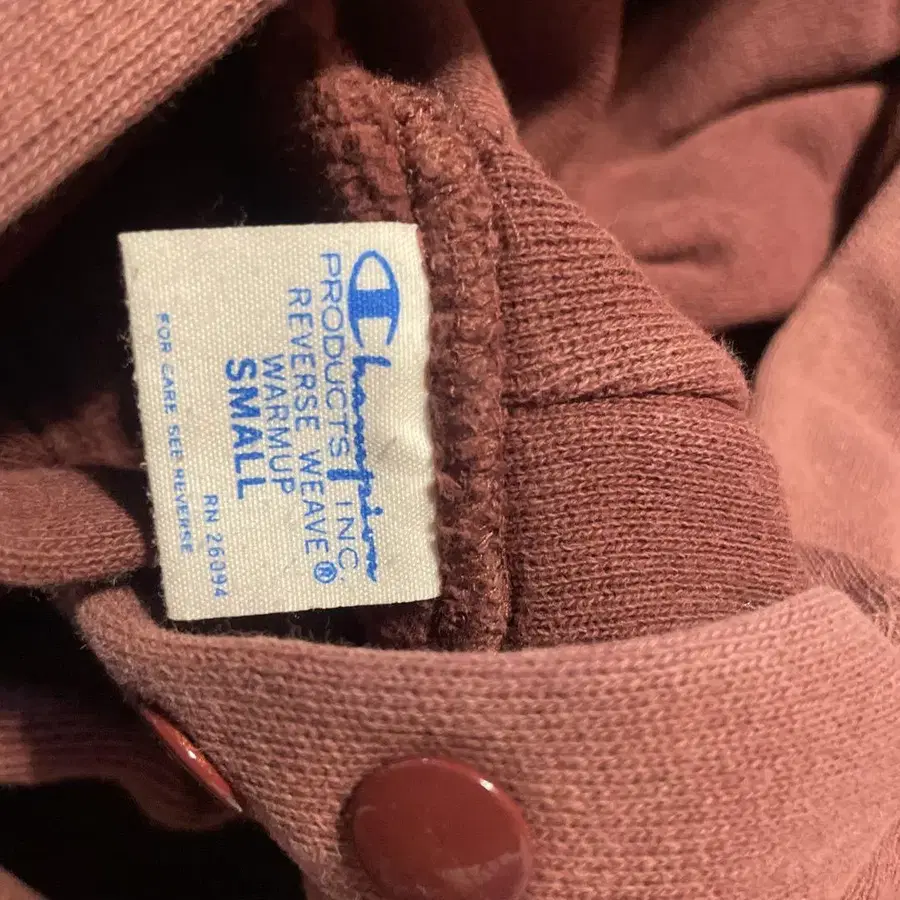 Champion
PRODUCTS INC.
REVERSE WEAVE®
WARMUP
SMALL
RN 26094
FOR CARE SEE REVERSE